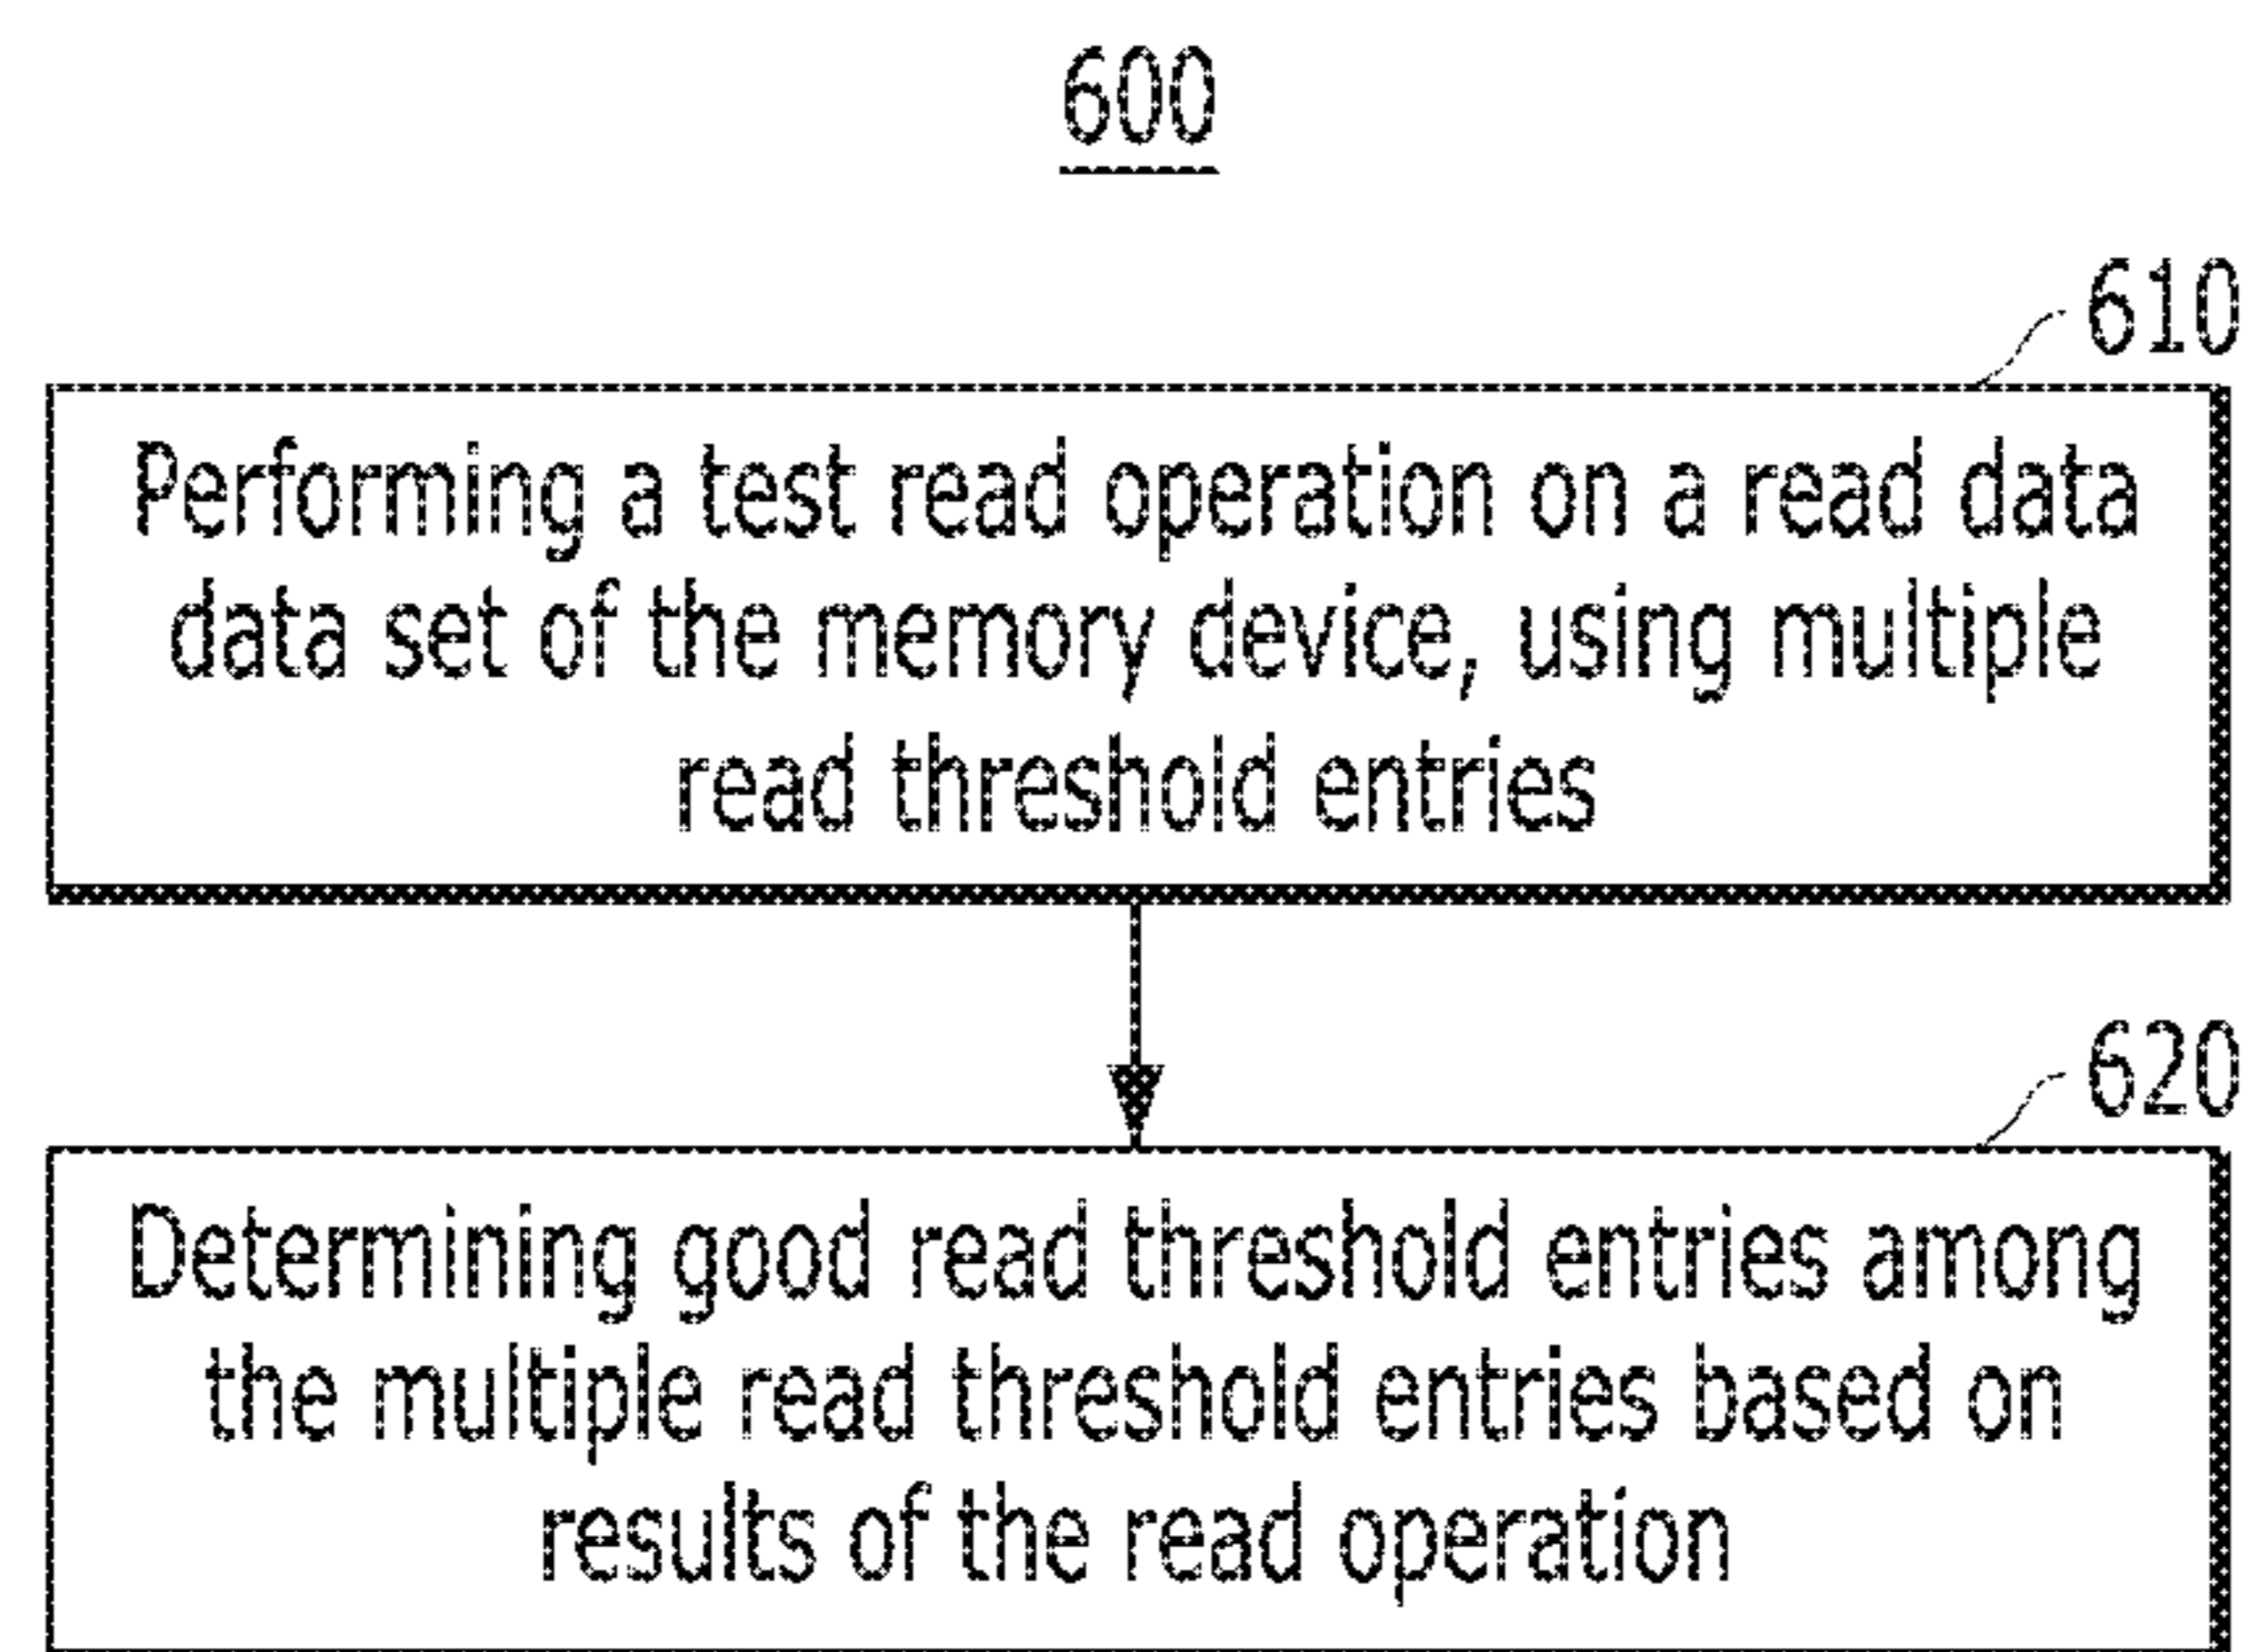 600
610
Performing a test read operation on a read data
data set of the memory device, using multiple
read threshold entries
620
Determining good read threshold entries among
the multiple read threshold entries based on
results of the read operation